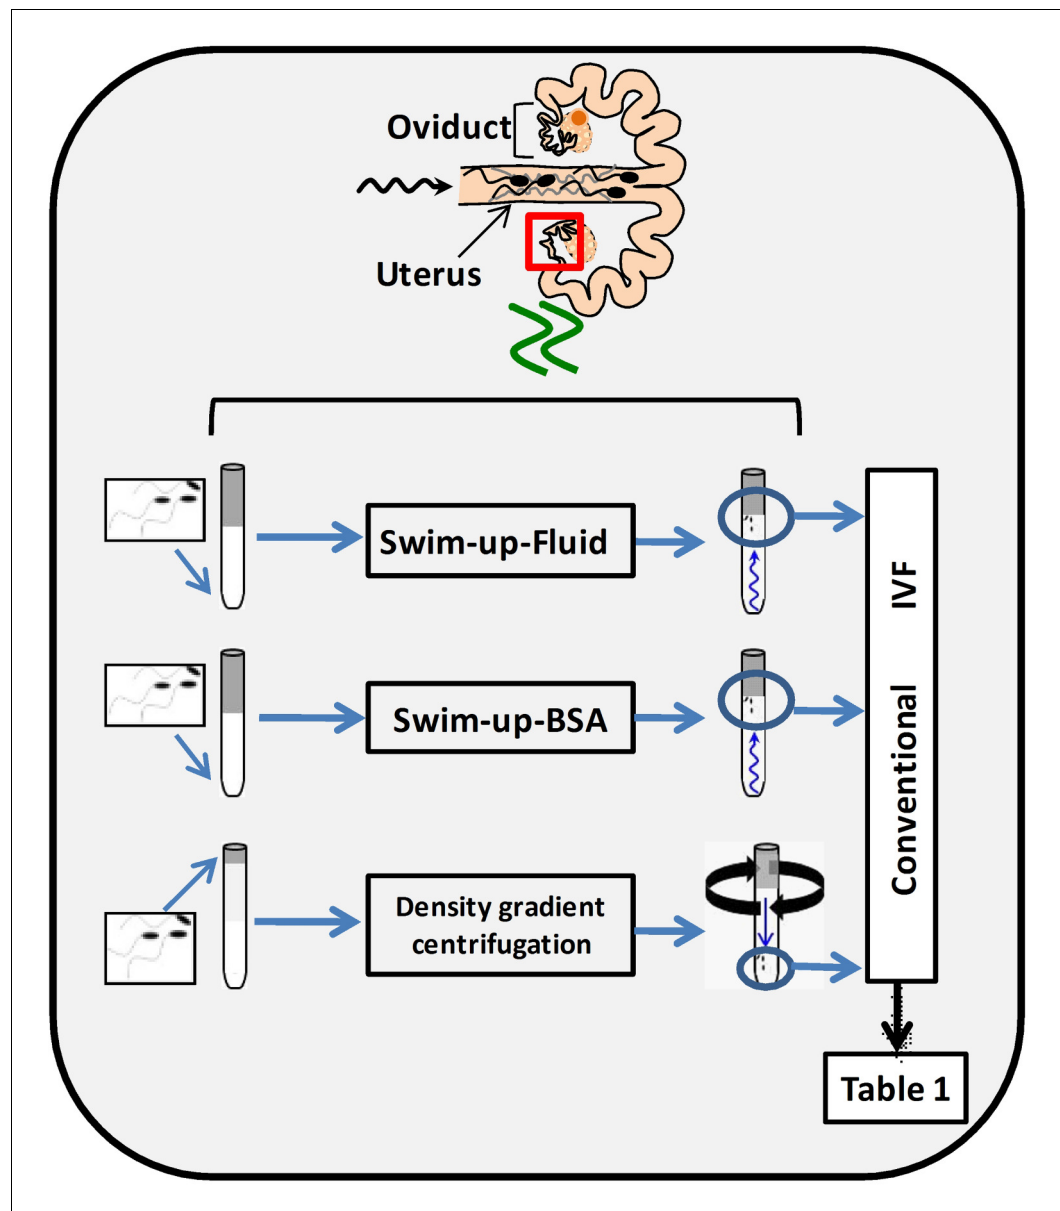 Oviduct
Uterus
Swim-up-Fluid
Swim-up-BSA
Density gradient
centrifugation
Conventional IVF
Table 1